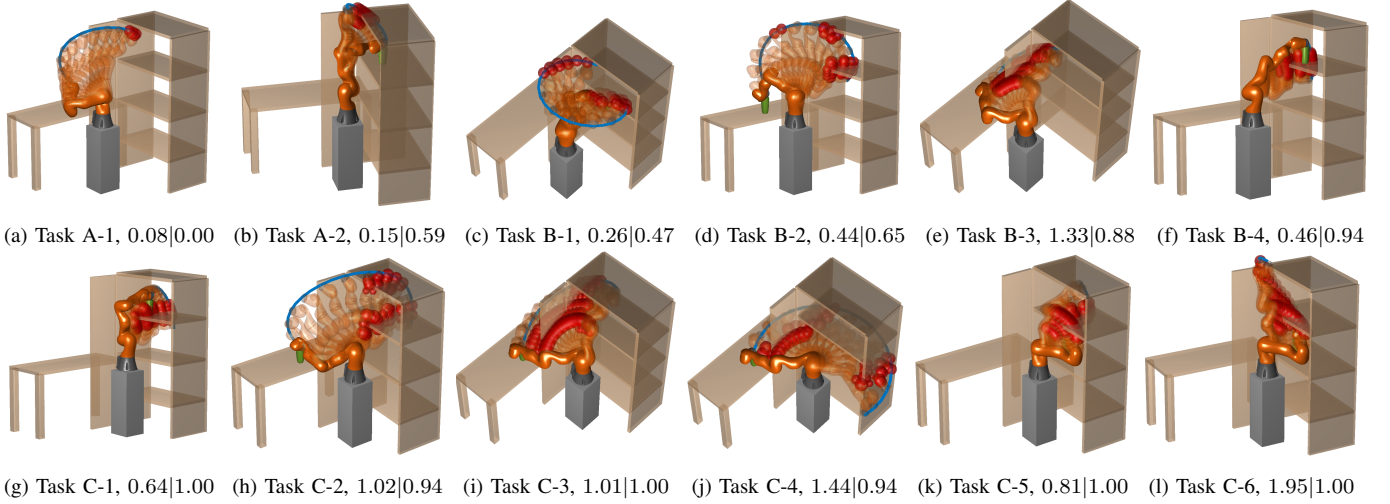 (a) Task A-1, 0.08|0.00
(b) Task A-2, 0.15|0.59
(c) Task B-1, 0.26|0.47
(d) Task B-2, 0.44|0.65
(e) Task B-3, 1.33|0.88
(f) Task B-4, 0.46|0.94
(g) Task C-1, 0.64|1.00
(h) Task C-2, 1.02|0.94
(i) Task C-3, 1.01|1.00
(j) Task C-4, 1.44|0.94
(k) Task C-5, 0.81|1.00
(l) Task C-6, 1.95|1.00